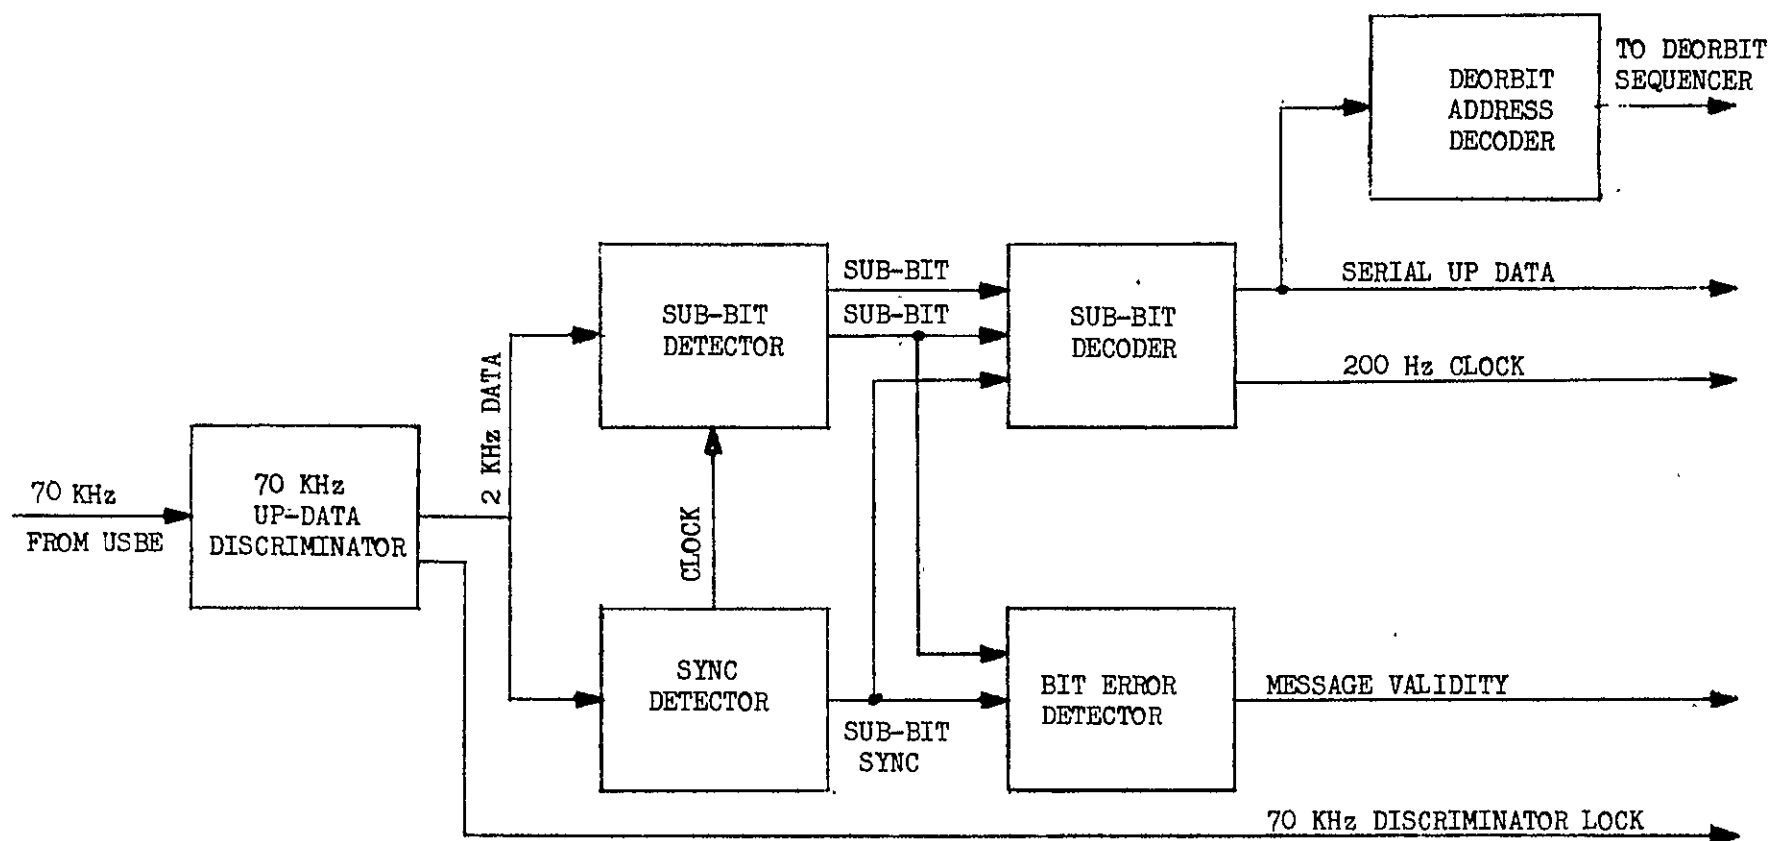 TO DEORBIT
SEQUENCER
DEORBIT
ADDRESS
DECODER
SUB-BIT
SUB-BIT
SERIAL UP DATA
SUB-BIT
DETECTOR
SUB-BIT
DECODER
200 Hz CLOCK
2 KHz DATA
70 KHz
FROM USBE
70 KHz
UP-DATA
DISCRIMINATOR
CLOCK
SYNC
DETECTOR
SUB-BIT
SYNC
BIT ERROR
DETECTOR
MESSAGE VALIDITY
70 KHz DISCRIMINATOR LOCK